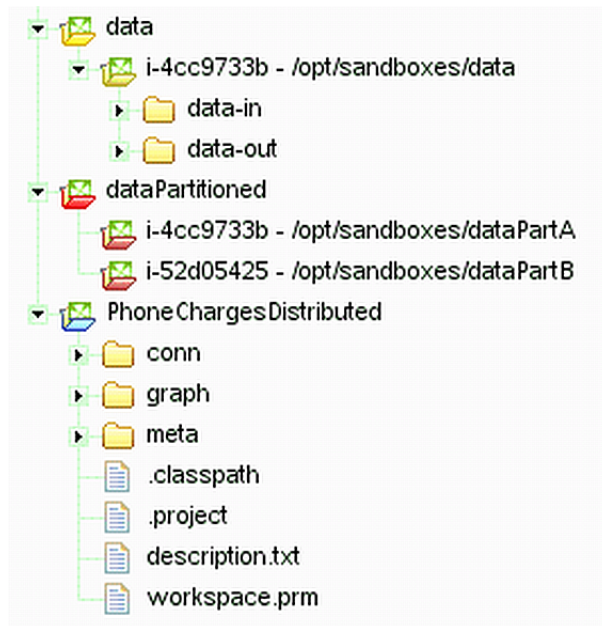 data
i-4cc9733b - /opt/sandboxes/data
data-in
data-out
dataPartitioned
i-4cc9733b - /opt/sandboxes/dataPartA
i-52d05425 - /opt/sandboxes/dataPartB
PhoneChargesDistributed
conn
graph
meta
.classpath
.project
description.txt
workspace.prm